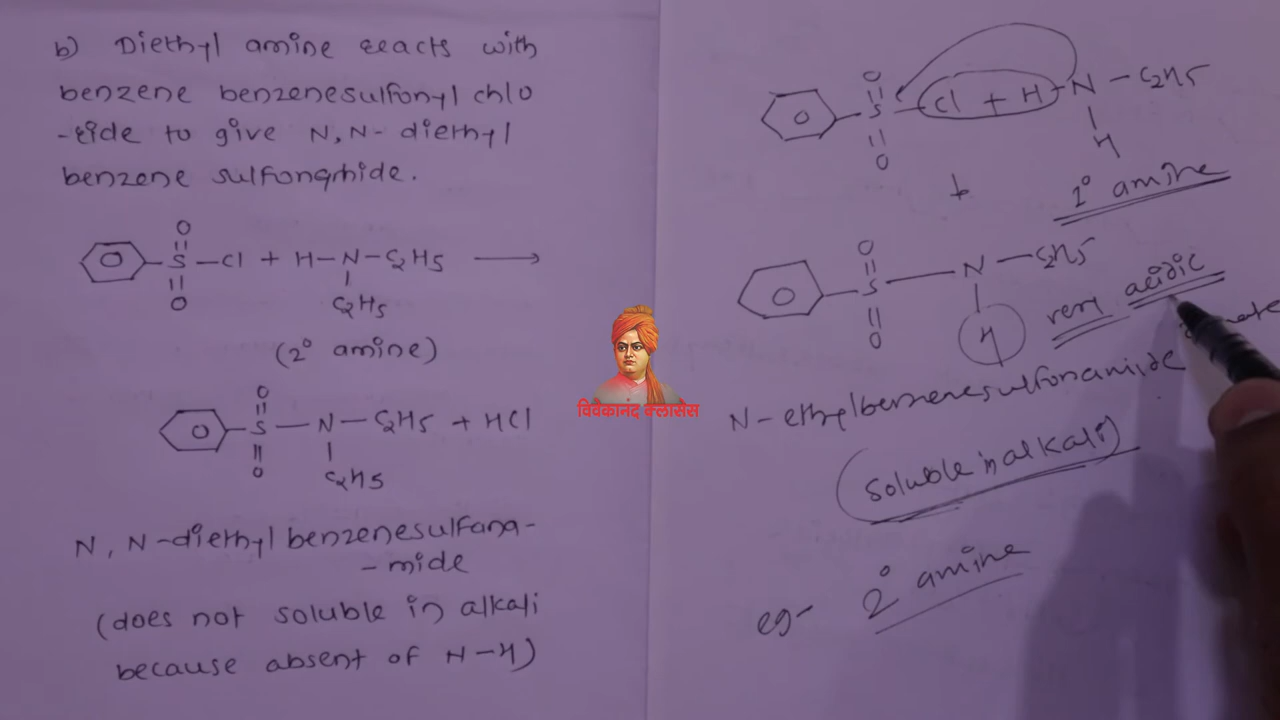 b) Diethyl amine reacts with
benzene benzenesulfonyl chlo
-ride to give N,N-diethyl
benzene sulfonamide.
O
S—Cl + H—N—C2H5 ⟶
O
C2H5
(2° amine)
O
S—N—C2H5 + HCl
O
C2H5
N, N-diethyl benzenesulfana-
-mide
(does not soluble in alkali
because absent of N-H)
O
S—Cl + H—N—C2H5
O
H
1° amine
O
S—N—C2H5
O
H
very acidic
N-ethylbenzenesulfonamide
(soluble in alkali)
eg- 2° amine
विवेकानंद क्लासेस